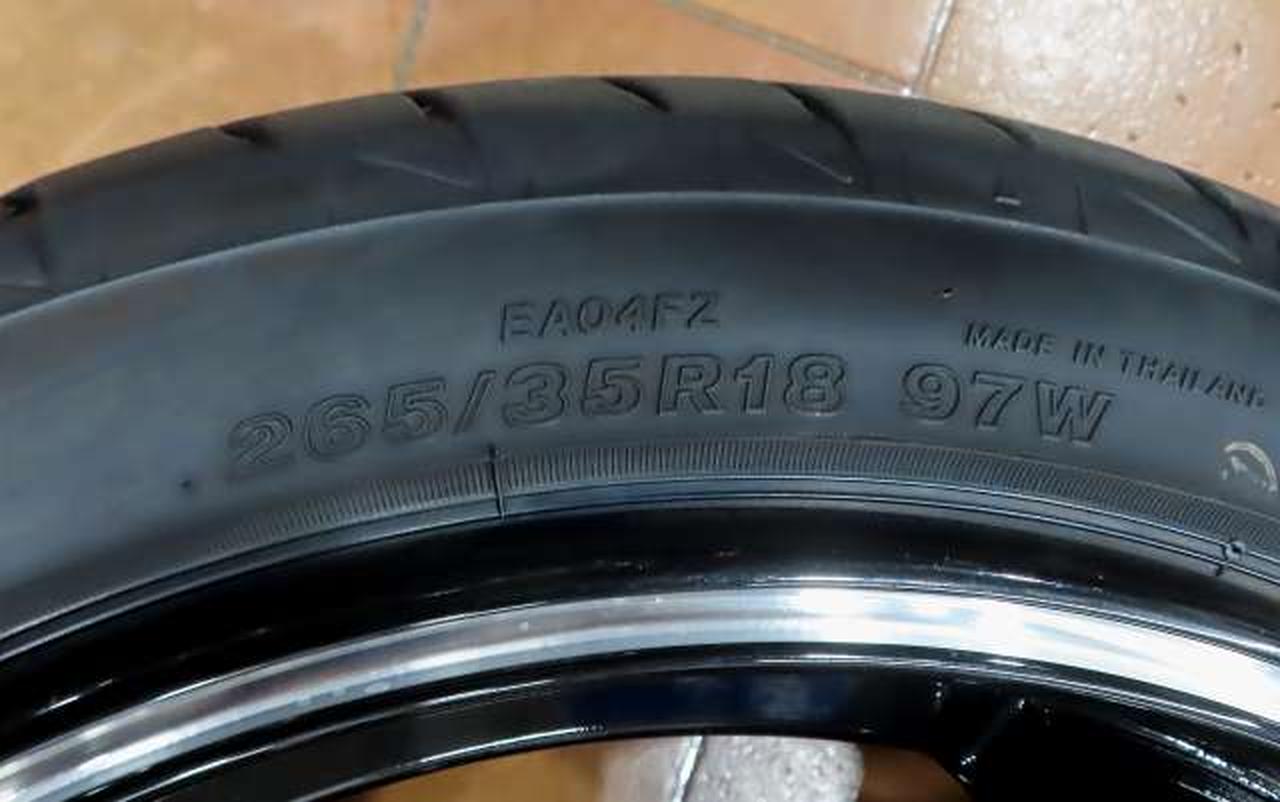 EA04FZ
MADE IN THAILAND
265/35R18 97W